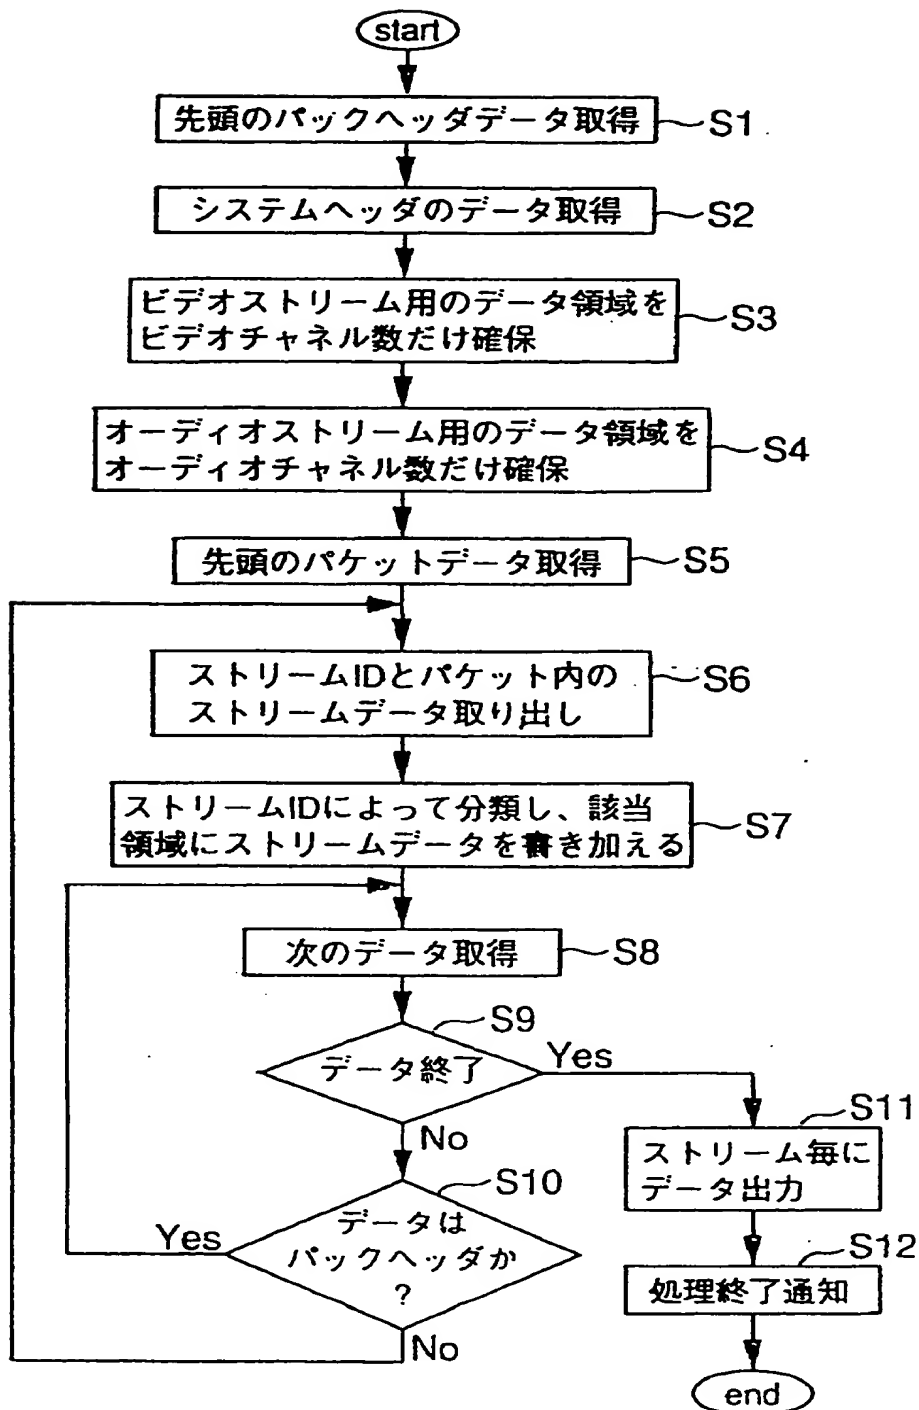 start
先頭のパックヘッダデータ取得
S1
システムヘッダのデータ取得
S2
ビデオストリーム用のデータ領域を
ビデオチャネル数だけ確保
S3
オーディオストリーム用のデータ領域を
オーディオチャネル数だけ確保
S4
先頭のパケットデータ取得
S5
ストリームIDとパケット内の
ストリームデータ取り出し
S6
ストリームIDによって分類し、該当
領域にストリームデータを書き加える
S7
次のデータ取得
S8
S9
データ終了
Yes
No
S10
データは
パックヘッダか
?
Yes
No
S11
ストリーム毎に
データ出力
S12
処理終了通知
end